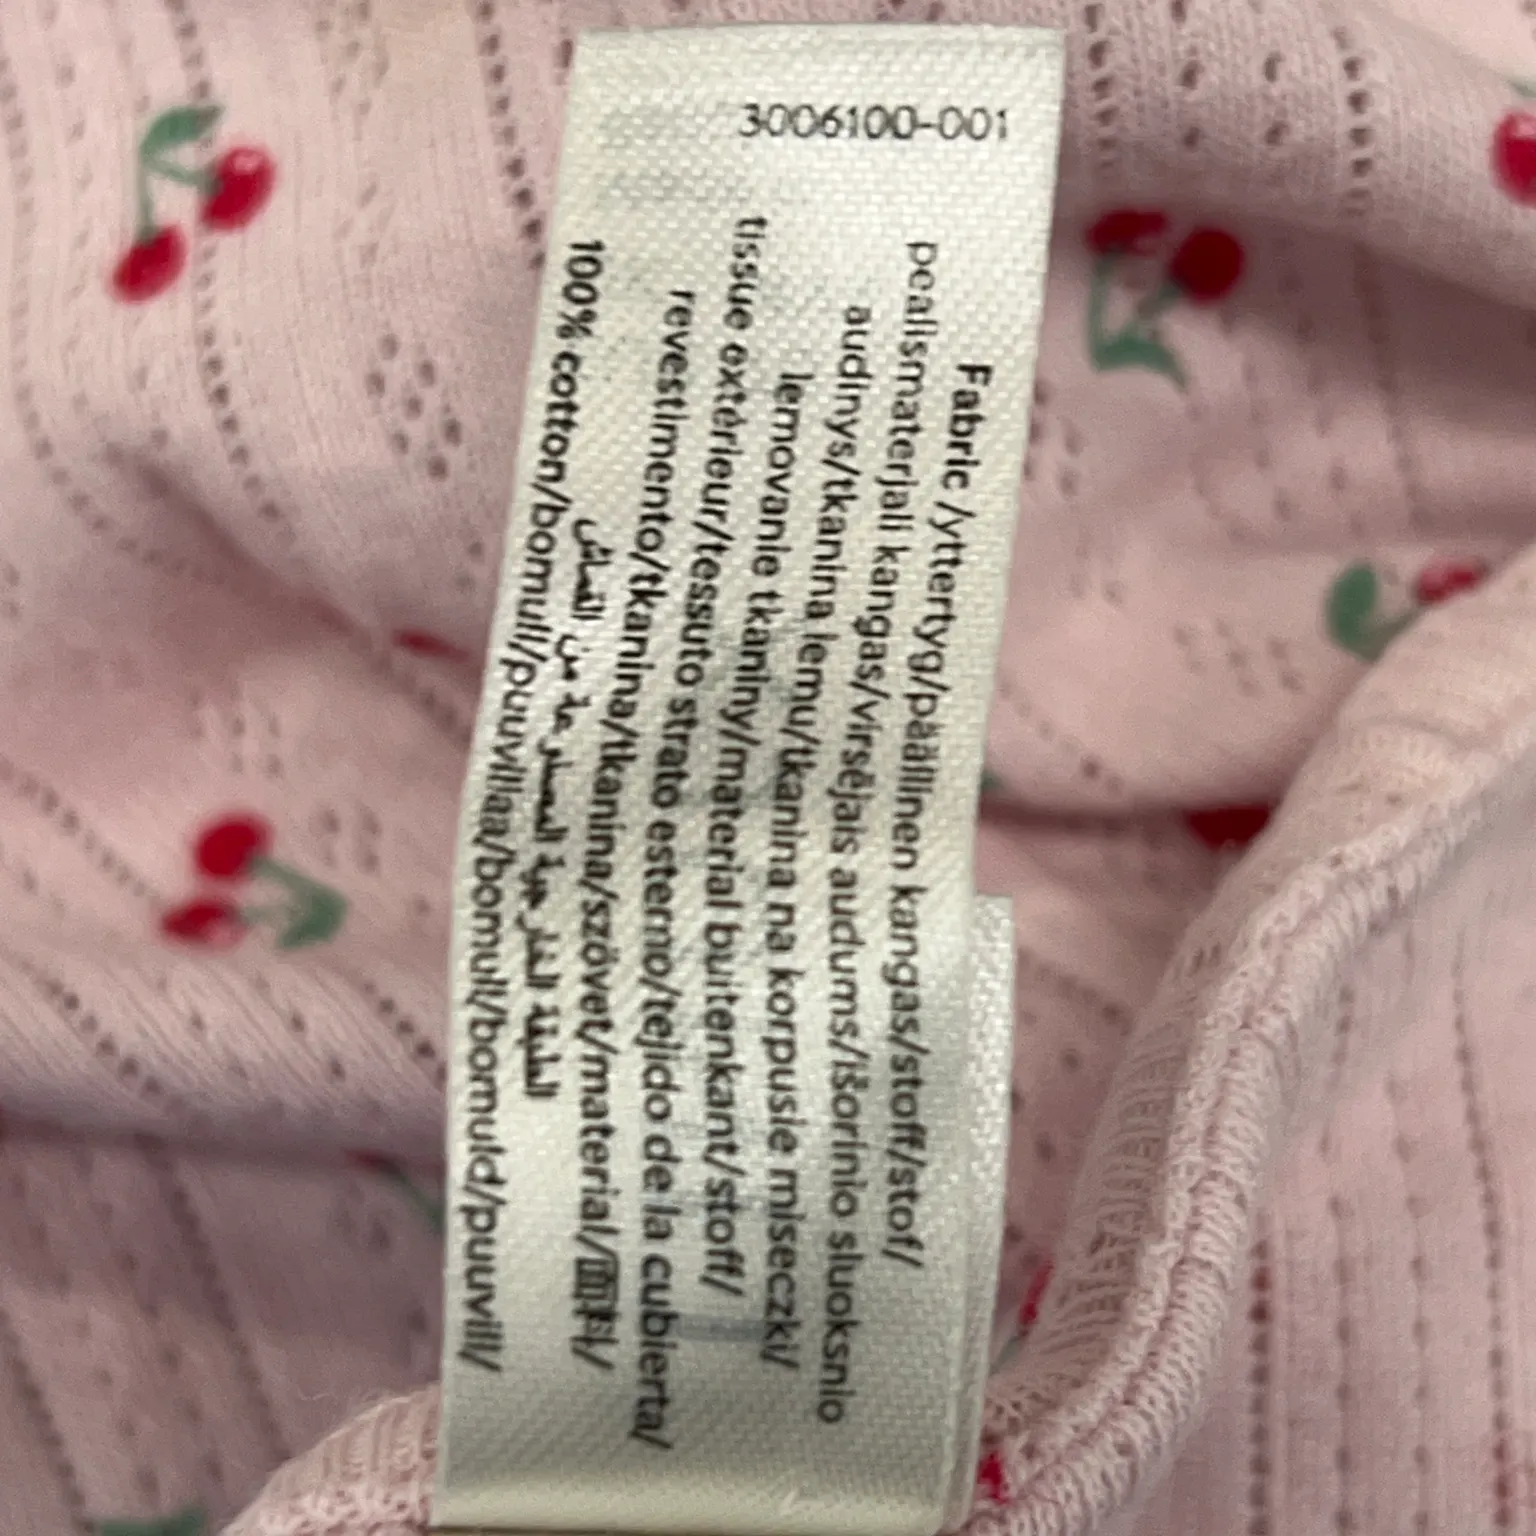 3006100-001
Fabric /yttertyg/päällinen kangas/stoff/stof/
pealismaterjali kangas/virsējais audums/išorinio sluoksnio
audinys/tkanina lemu/tkanina na korpusie miseczki/
lemovanie tkaniny/material buitenkant/stoff/
tissue extérieur/tessuto strato esterno/tejido de la cubierta/
revestimento/tkanina/tkanina/szövet/material/面料/
الطبقة الخارجية المصنوعة من القماش
100% cotton/bomull/puuvillaa/bomull/bomuld/puuvill/